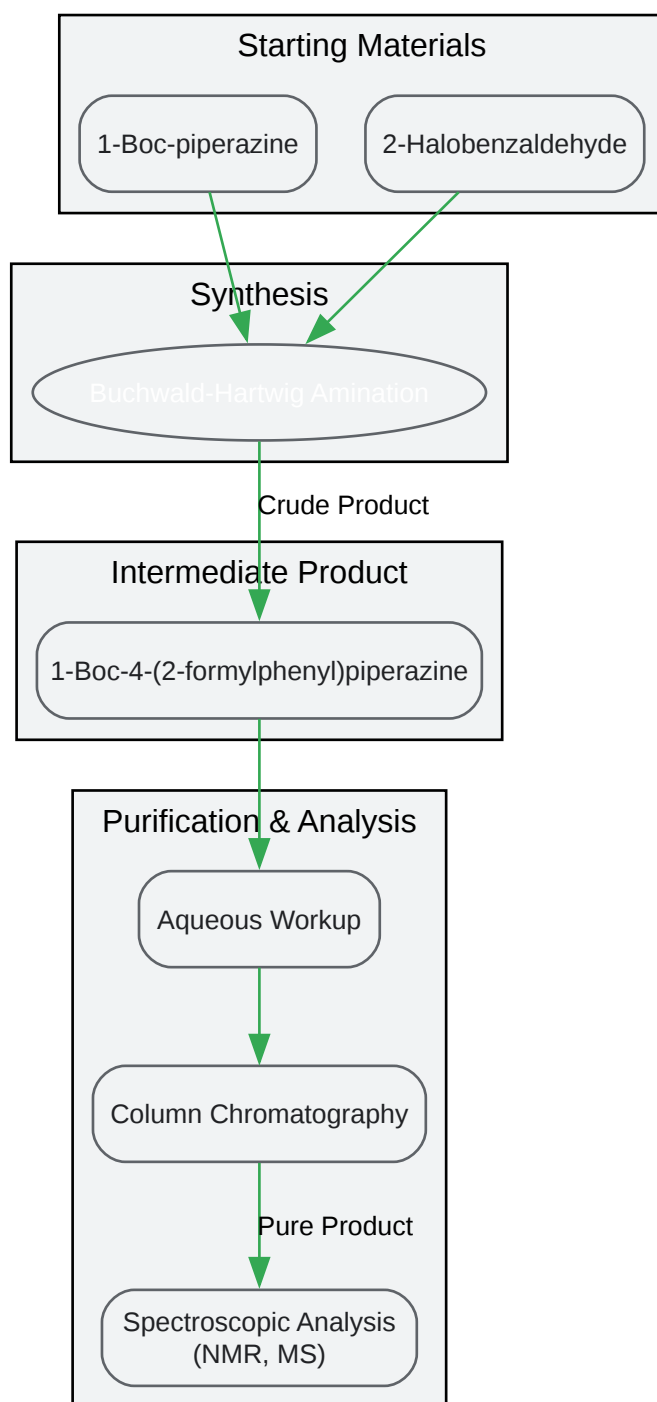 Starting Materials
1-Boc-piperazine
2-Halobenzaldehyde
Synthesis
Buchwald-Hartwig Amination
Crude Product
Intermediate Product
1-Boc-4-(2-formylphenyl)piperazine
Purification & Analysis
Aqueous Workup
Column Chromatography
Pure Product
Spectroscopic Analysis
(NMR, MS)